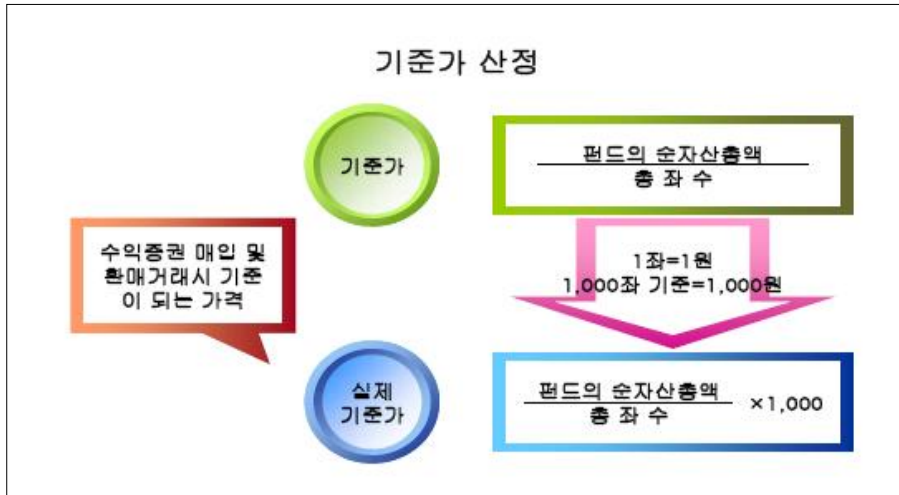 기준가 산정
기준가
펀드의 순자산총액
총 좌 수
수익증권 매입 및
환매거래시 기준
이 되는 가격
1좌=1원
1,000좌 기준=1,000원
실제
기준가
펀드의 순자산총액
총 좌 수
×1,000